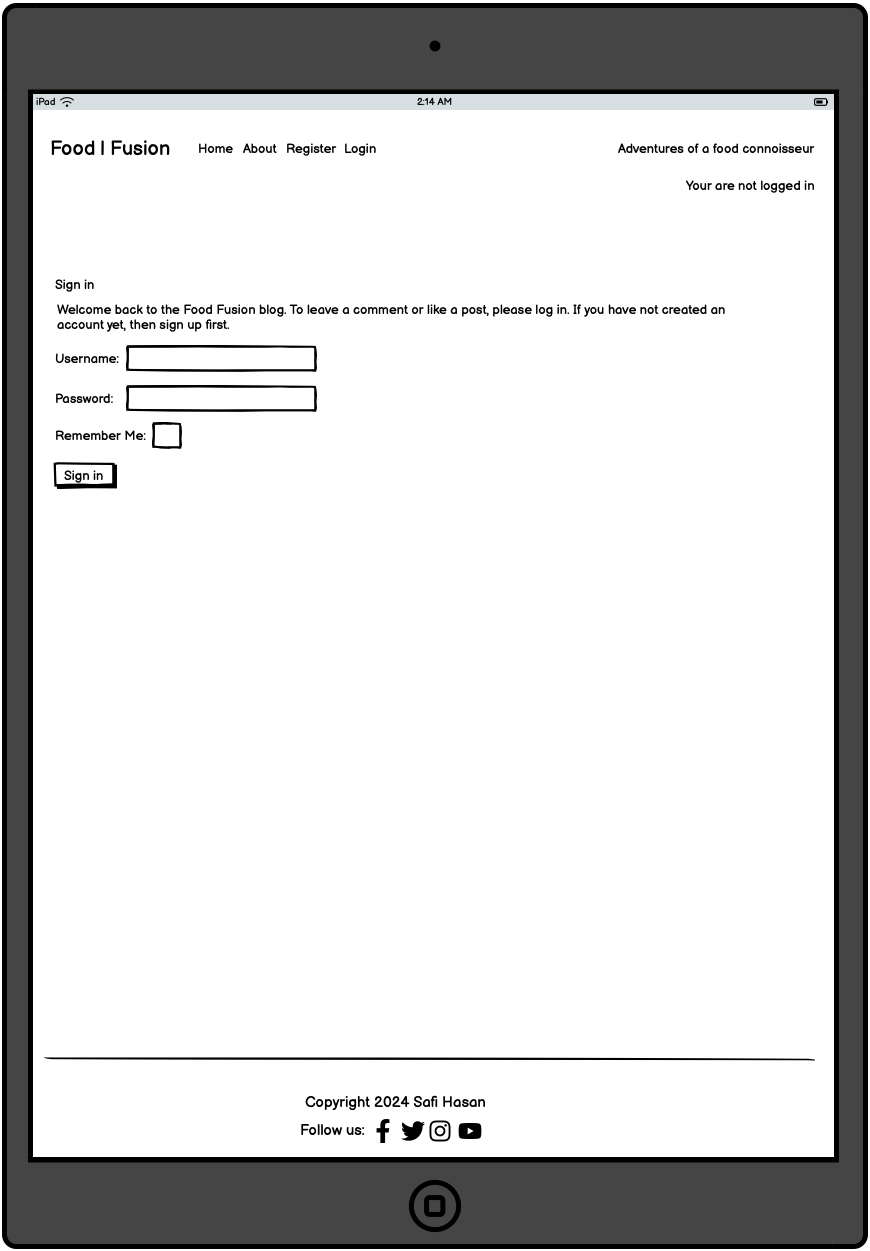 iPad 2:14 AM
Food | Fusion Home About Register Login Adventures of a food connoisseur
Your are not logged in
Sign in
Welcome back to the Food Fusion blog. To leave a comment or like a post, please log in. If you have not created an
account yet, then sign up first.
Username:
Password:
Remember Me:
Sign in
Copyright 2024 Safi Hasan
Follow us: